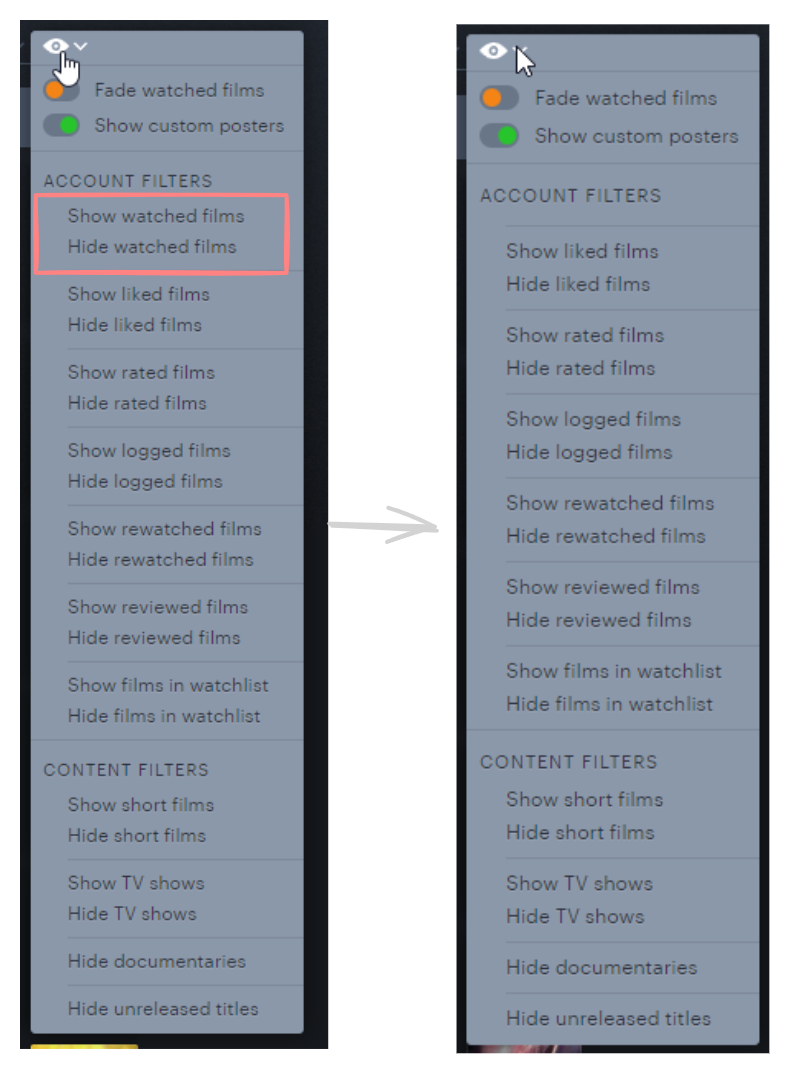 Fade watched films
Show custom posters
ACCOUNT FILTERS
Show watched films
Hide watched films
Show liked films
Hide liked films
Show rated films
Hide rated films
Show logged films
Hide logged films
Show rewatched films
Hide rewatched films
Show reviewed films
Hide reviewed films
Show films in watchlist
Hide films in watchlist
CONTENT FILTERS
Show short films
Hide short films
Show TV shows
Hide TV shows
Hide documentaries
Hide unreleased titles
Fade watched films
Show custom posters
ACCOUNT FILTERS
Show liked films
Hide liked films
Show rated films
Hide rated films
Show logged films
Hide logged films
Show rewatched films
Hide rewatched films
Show reviewed films
Hide reviewed films
Show films in watchlist
Hide films in watchlist
CONTENT FILTERS
Show short films
Hide short films
Show TV shows
Hide TV shows
Hide documentaries
Hide unreleased titles